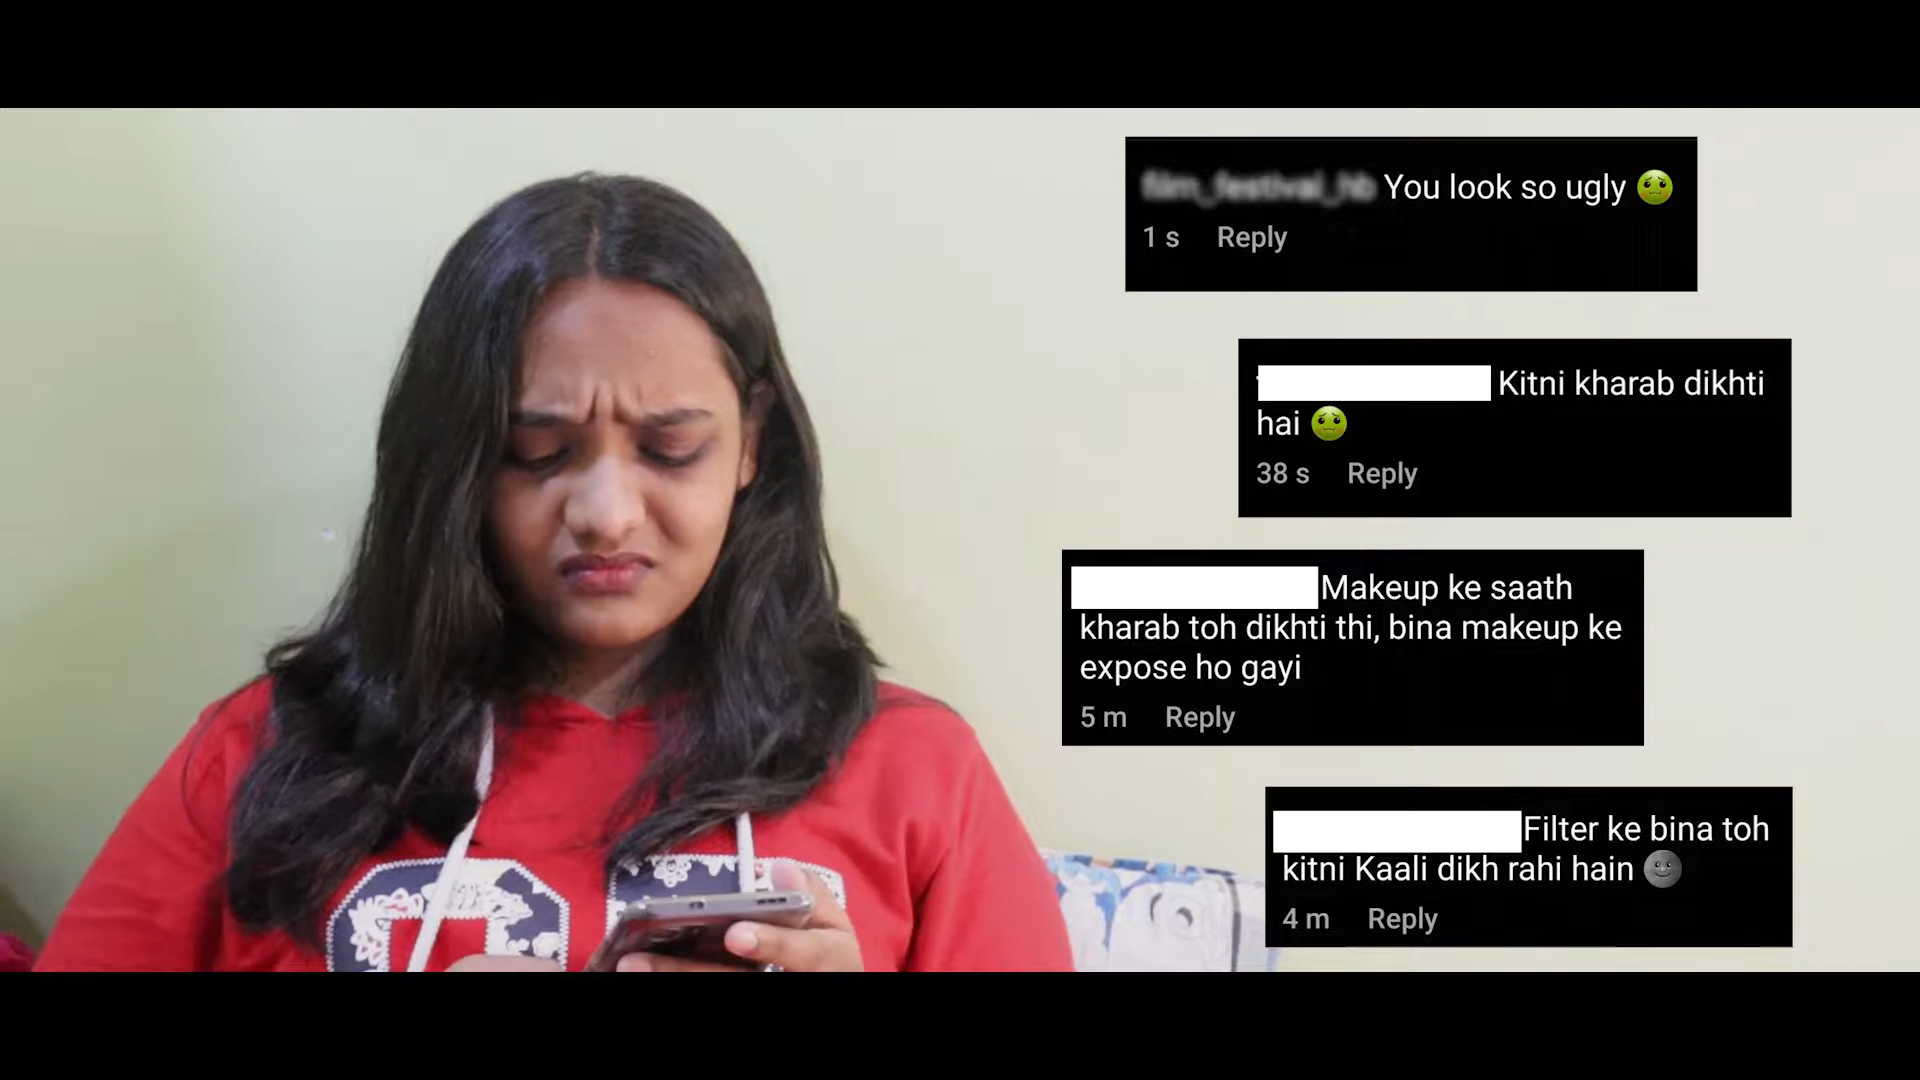 You look so ugly 🤢
1 s Reply
Kitni kharab dikhti
hai 🤢
38 s Reply
Makeup ke saath
kharab toh dikhti thi, bina makeup ke
expose ho gayi
5 m Reply
Filter ke bina toh
kitni Kaali dikh rahi hain 🌚
4 m Reply